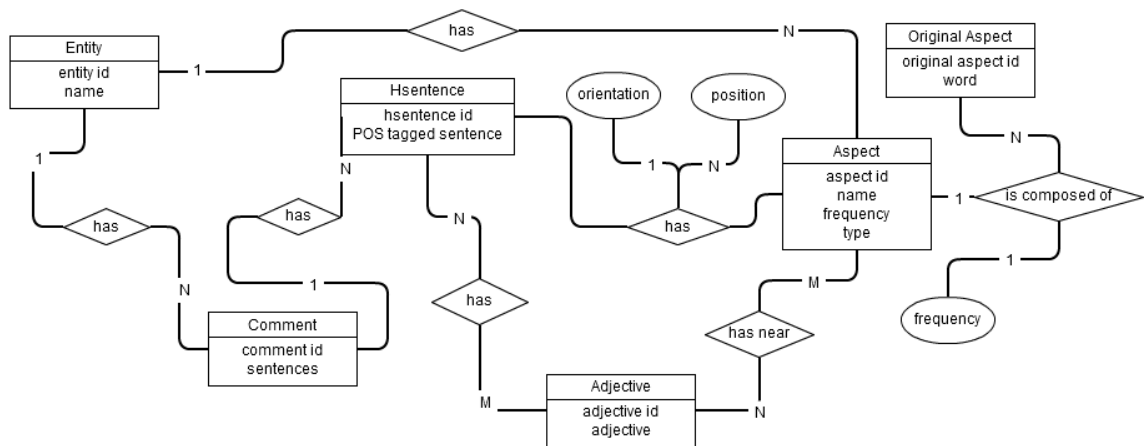 has
N
1
Entity
entity id
name
Original Aspect
original aspect id
word
Hsentence
hsentence id
POS tagged sentence
orientation
position
1
N
N
Aspect
aspect id
name
frequency
type
1
N
has
1
is composed of
has
N
has
1
N
1
has
M
has near
frequency
Comment
comment id
sentences
M
N
Adjective
adjective id
adjective